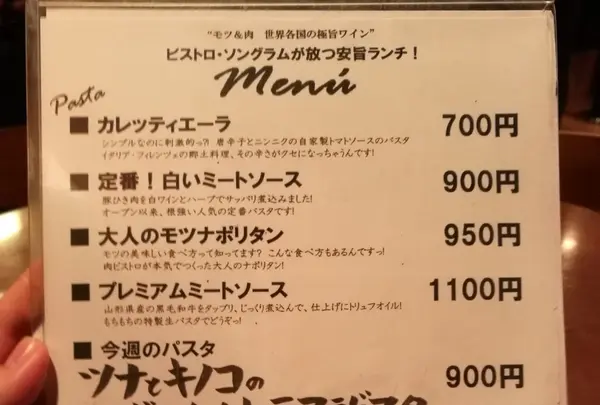 "モツ&肉 世界各国の極旨ワイン"
ビストロ・ソングラムが放つ安旨ランチ!
Menú
Pasta
■ カレッティエーラ 700円
シンプルなのに刺激的っ?! 唐辛子とニンニクの自家製トマトソースのパスタ
イタリア・フィレンツェの郷土料理、その辛さがクセになっちゃうんです!
■ 定番!白いミートソース 900円
豚ひき肉を白ワインとハーブでサッパリ煮込みました!
オープン以来、根強い人気の定番パスタです!
■ 大人のモツナポリタン 950円
モツの美味しい食べ方って知ってます? こんな食べ方もあるんですっ!
肉ビストロが本気でつくった大人のナポリタン!
■ プレミアムミートソース 1100円
山形県産の黒毛和牛をタップリ、じっくり煮込んで、仕上げにトリュフオイル!
もちもちの特製生パスタでどうぞっ!
■ 今週のパスタ 900円
ツナとキノコの